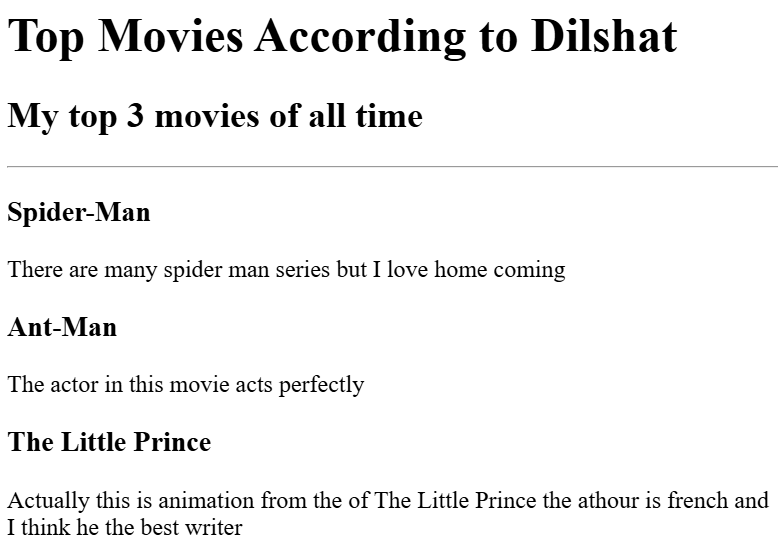 Top Movies According to Dilshat
My top 3 movies of all time
Spider-Man
There are many spider man series but I love home coming
Ant-Man
The actor in this movie acts perfectly
The Little Prince
Actually this is animation from the of The Little Prince the athour is french and
I think he the best writer